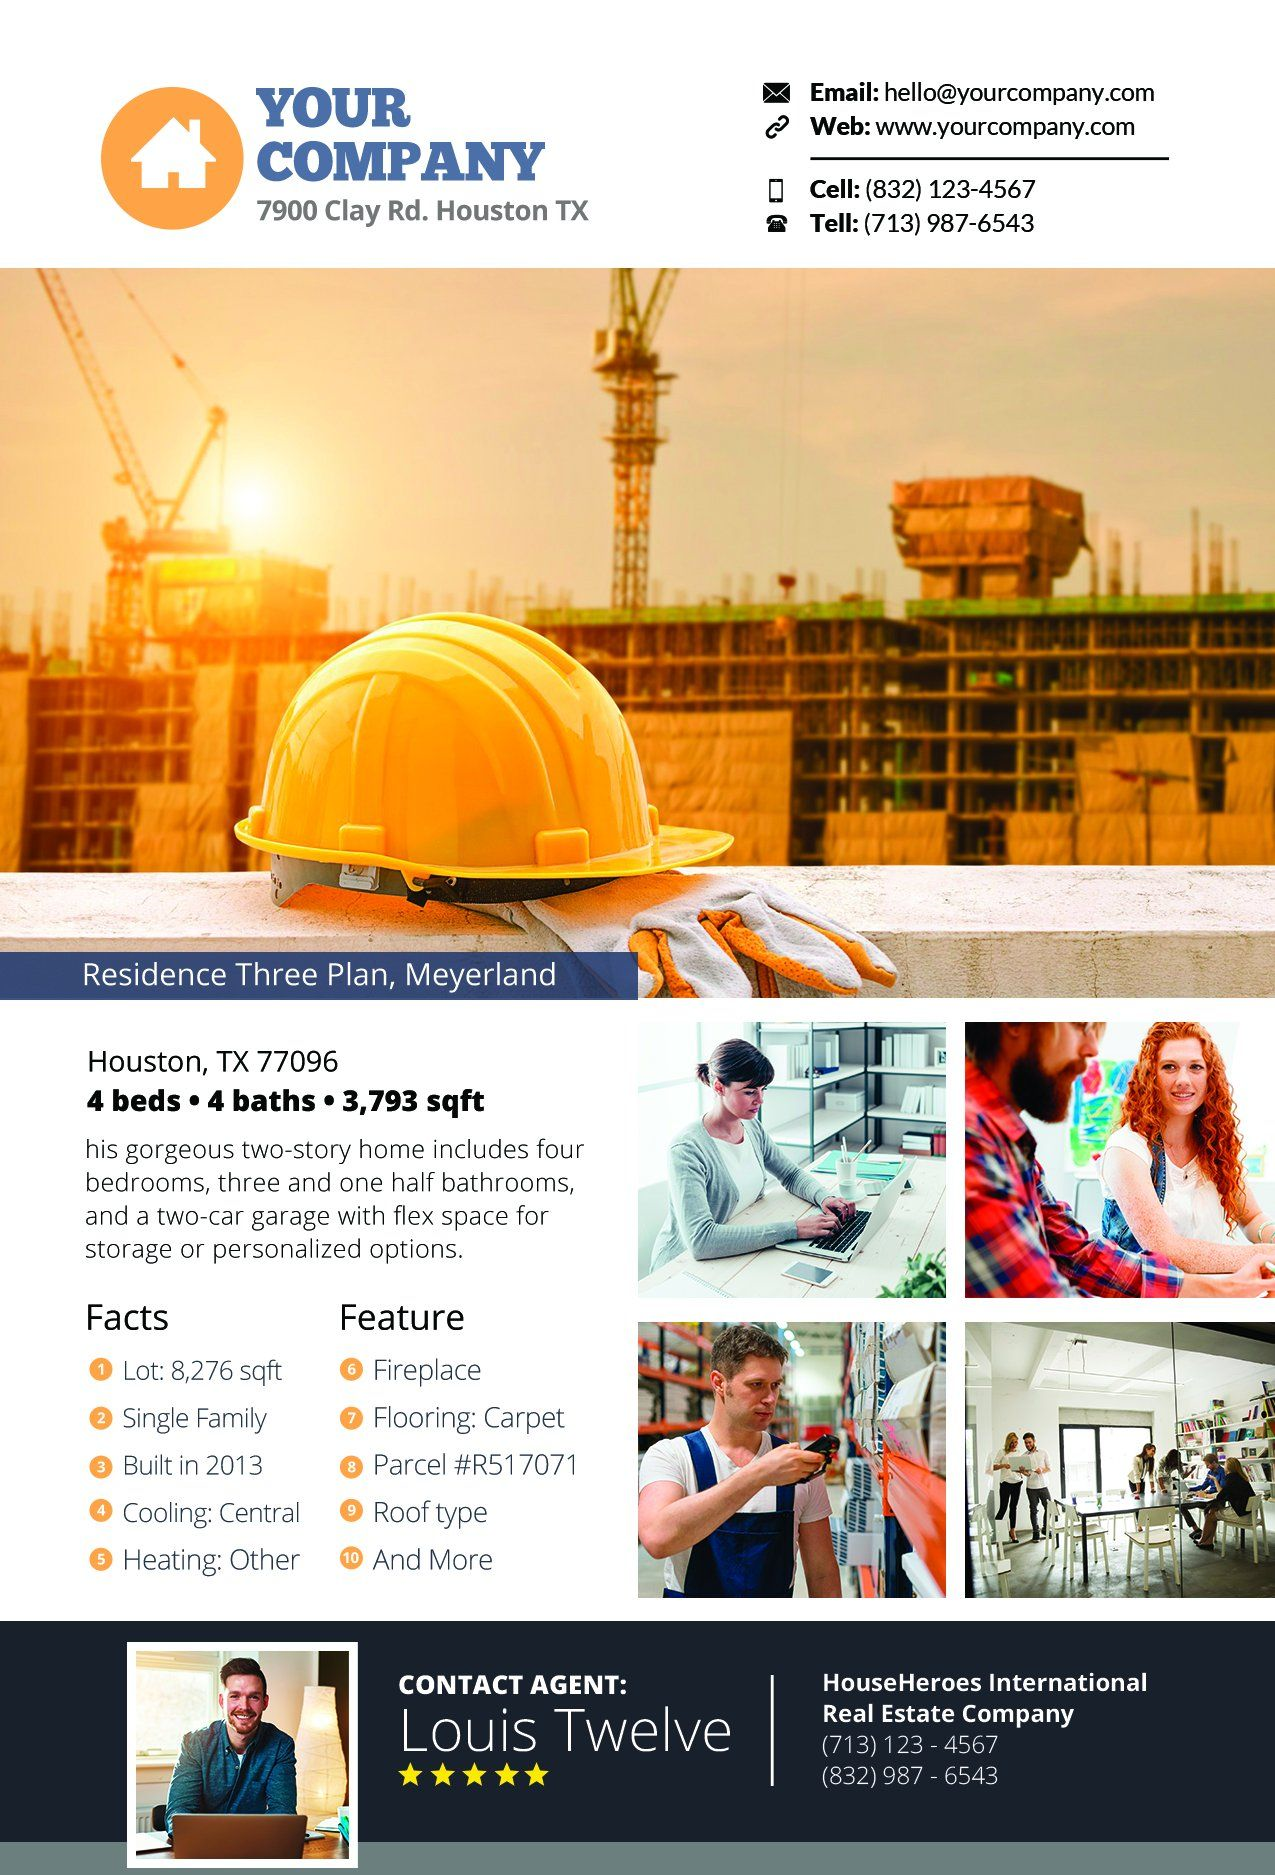 YOUR
COMPANY
7900 Clay Rd. Houston TX
Email: hello@yourcompany.com
Web: www.yourcompany.com
Cell: (832) 123-4567
Tell: (713) 987-6543
Residence Three Plan, Meyerland
Houston, TX 77096
4 beds • 4 baths • 3,793 sqft
his gorgeous two-story home includes four
bedrooms, three and one half bathrooms,
and a two-car garage with flex space for
storage or personalized options.
Facts
1 Lot: 8,276 sqft
2 Single Family
3 Built in 2013
4 Cooling: Central
5 Heating: Other
Feature
6 Fireplace
7 Flooring: Carpet
8 Parcel #R517071
9 Roof type
10 And More
CONTACT AGENT:
Louis Twelve
HouseHeroes International
Real Estate Company
(713) 123 - 4567
(832) 987 - 6543